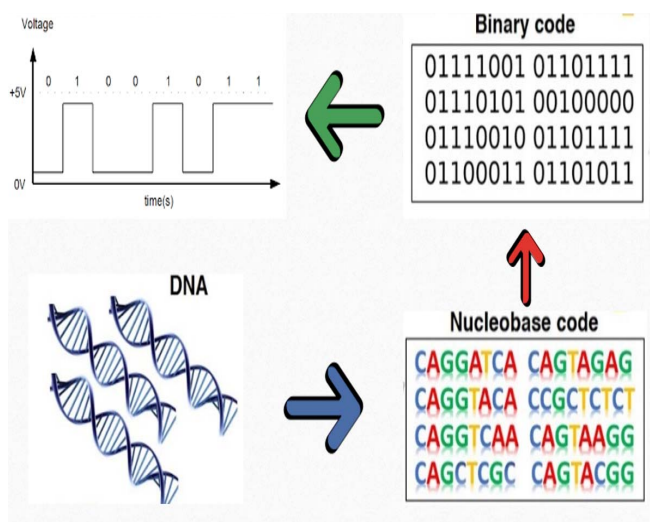 Voltage
0 1 0 0 1 0 1 1
+5V
0V
time(s)
Binary code
01111001 01101111
01110101 00100000
01110010 01101111
01100011 01101011
DNA
Nucleobase code
CAGGATCA CAGTAGAG
CAGGTACA CCGCTCTCT
CAGGTCAA CAGTAAGG
CAGCTCGC CAGTACGG